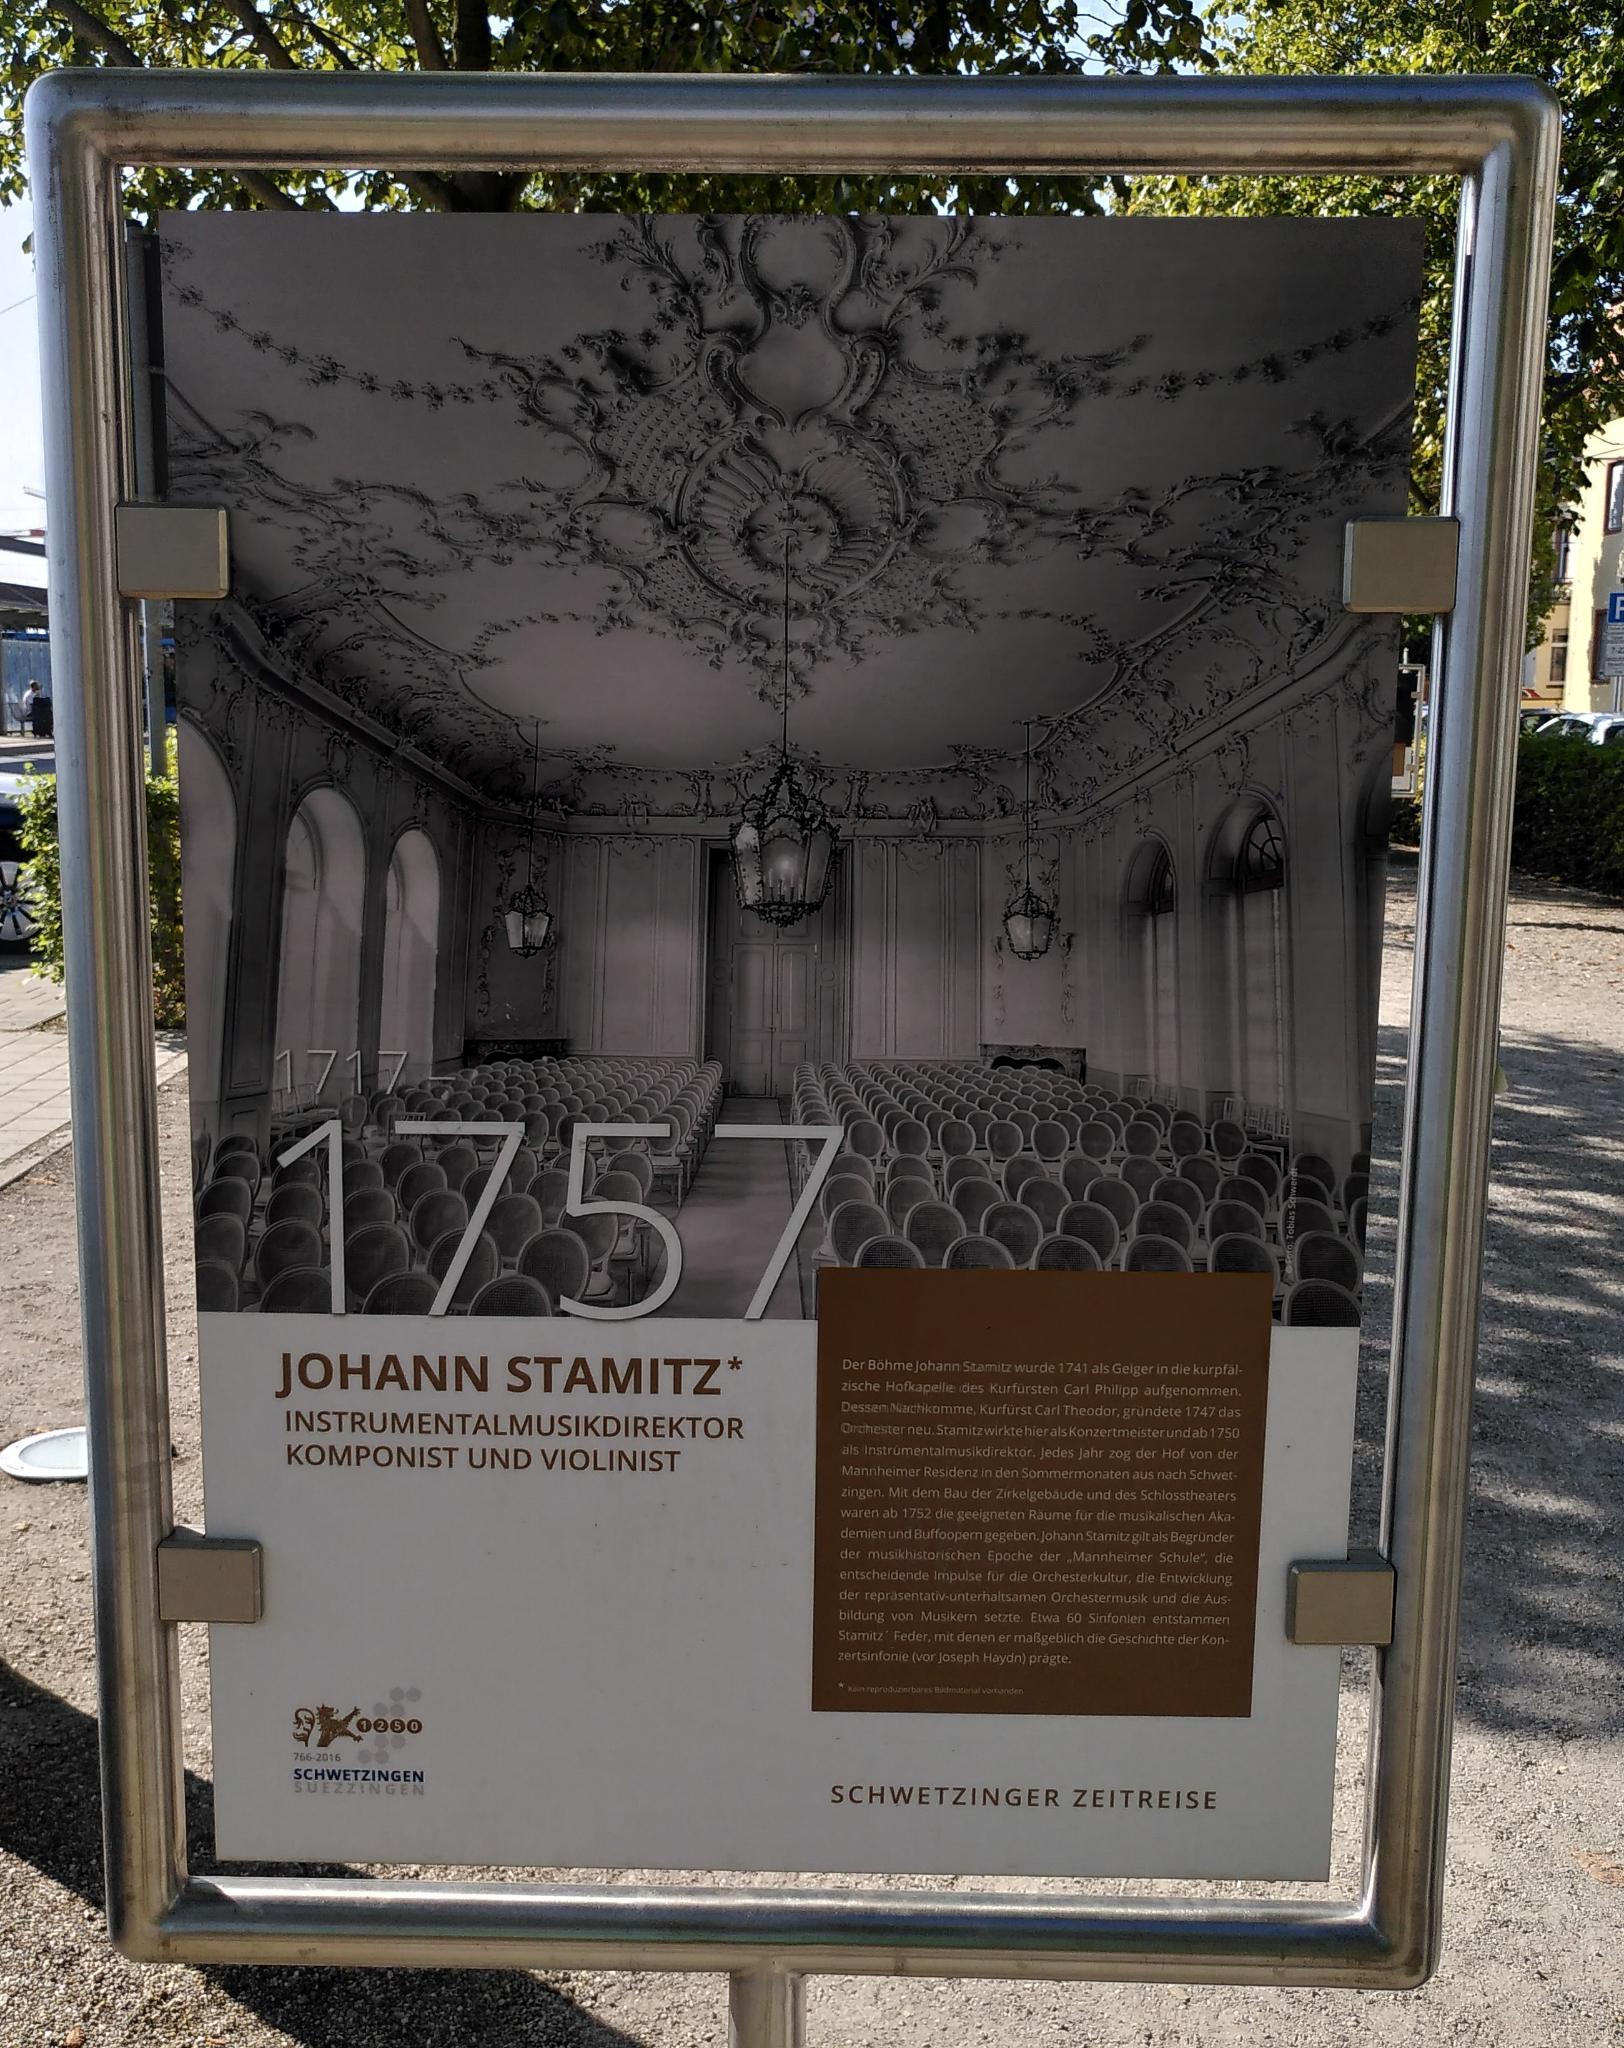 1717 –
1757
Foto: Tobias Schwerdt
JOHANN STAMITZ*
INSTRUMENTALMUSIKDIREKTOR
KOMPONIST UND VIOLINIST
Der Böhme Johann Stamitz wurde 1741 als Geiger in die kurpfäl-
zische Hofkapelle des Kurfürsten Carl Philipp aufgenommen.
Dessen Nachkomme, Kurfürst Carl Theodor, gründete 1747 das
Orchester neu. Stamitz wirkte hier als Konzertmeister und ab 1750
als Instrumentalmusikdirektor. Jedes Jahr zog der Hof von der
Mannheimer Residenz in den Sommermonaten aus nach Schwet-
zingen. Mit dem Bau der Zirkelgebäude und des Schlosstheaters
waren ab 1752 die geeigneten Räume für die musikalischen Aka-
demien und Buffoopern gegeben. Johann Stamitz gilt als Begründer
der musikhistorischen Epoche der „Mannheimer Schule“, die
entscheidende Impulse für die Orchesterkultur, die Entwicklung
der repräsentativ-unterhaltsamen Orchestermusik und die Aus-
bildung von Musikern setzte. Etwa 60 Sinfonien entstammen
Stamitz´ Feder, mit denen er maßgeblich die Geschichte der Kon-
zertsinfonie (vor Joseph Haydn) prägte.
* Kein reproduzierbares Bildmaterial vorhanden
1250
766-2016
SCHWETZINGEN
SUEZZINGEN
SCHWETZINGER ZEITREISE
P